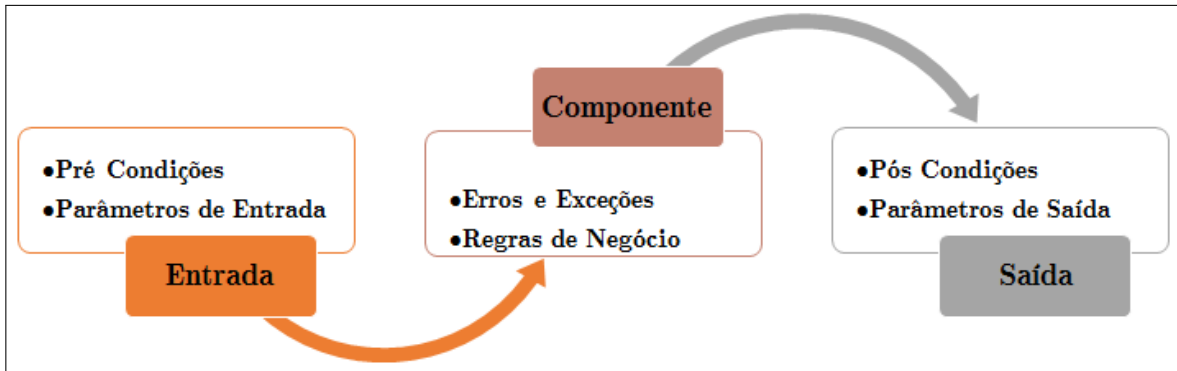 ●Pré Condições
●Parâmetros de Entrada
Entrada
Componente
●Erros e Exceções
●Regras de Negócio
●Pós Condições
●Parâmetros de Saída
Saída